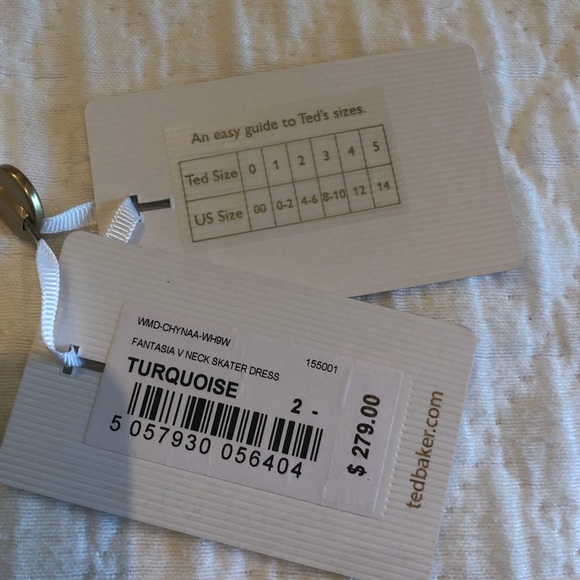 An easy guide to Ted's sizes.
Ted Size 0 1 2 3 4 5
US Size 00 0-2 4-6 8-10 12 14
WMD-CHYNAA-WH9W
FANTASIA V NECK SKATER DRESS 155001
TURQUOISE
2 -
5 057930 056404
$ 279.00
tedbaker.com